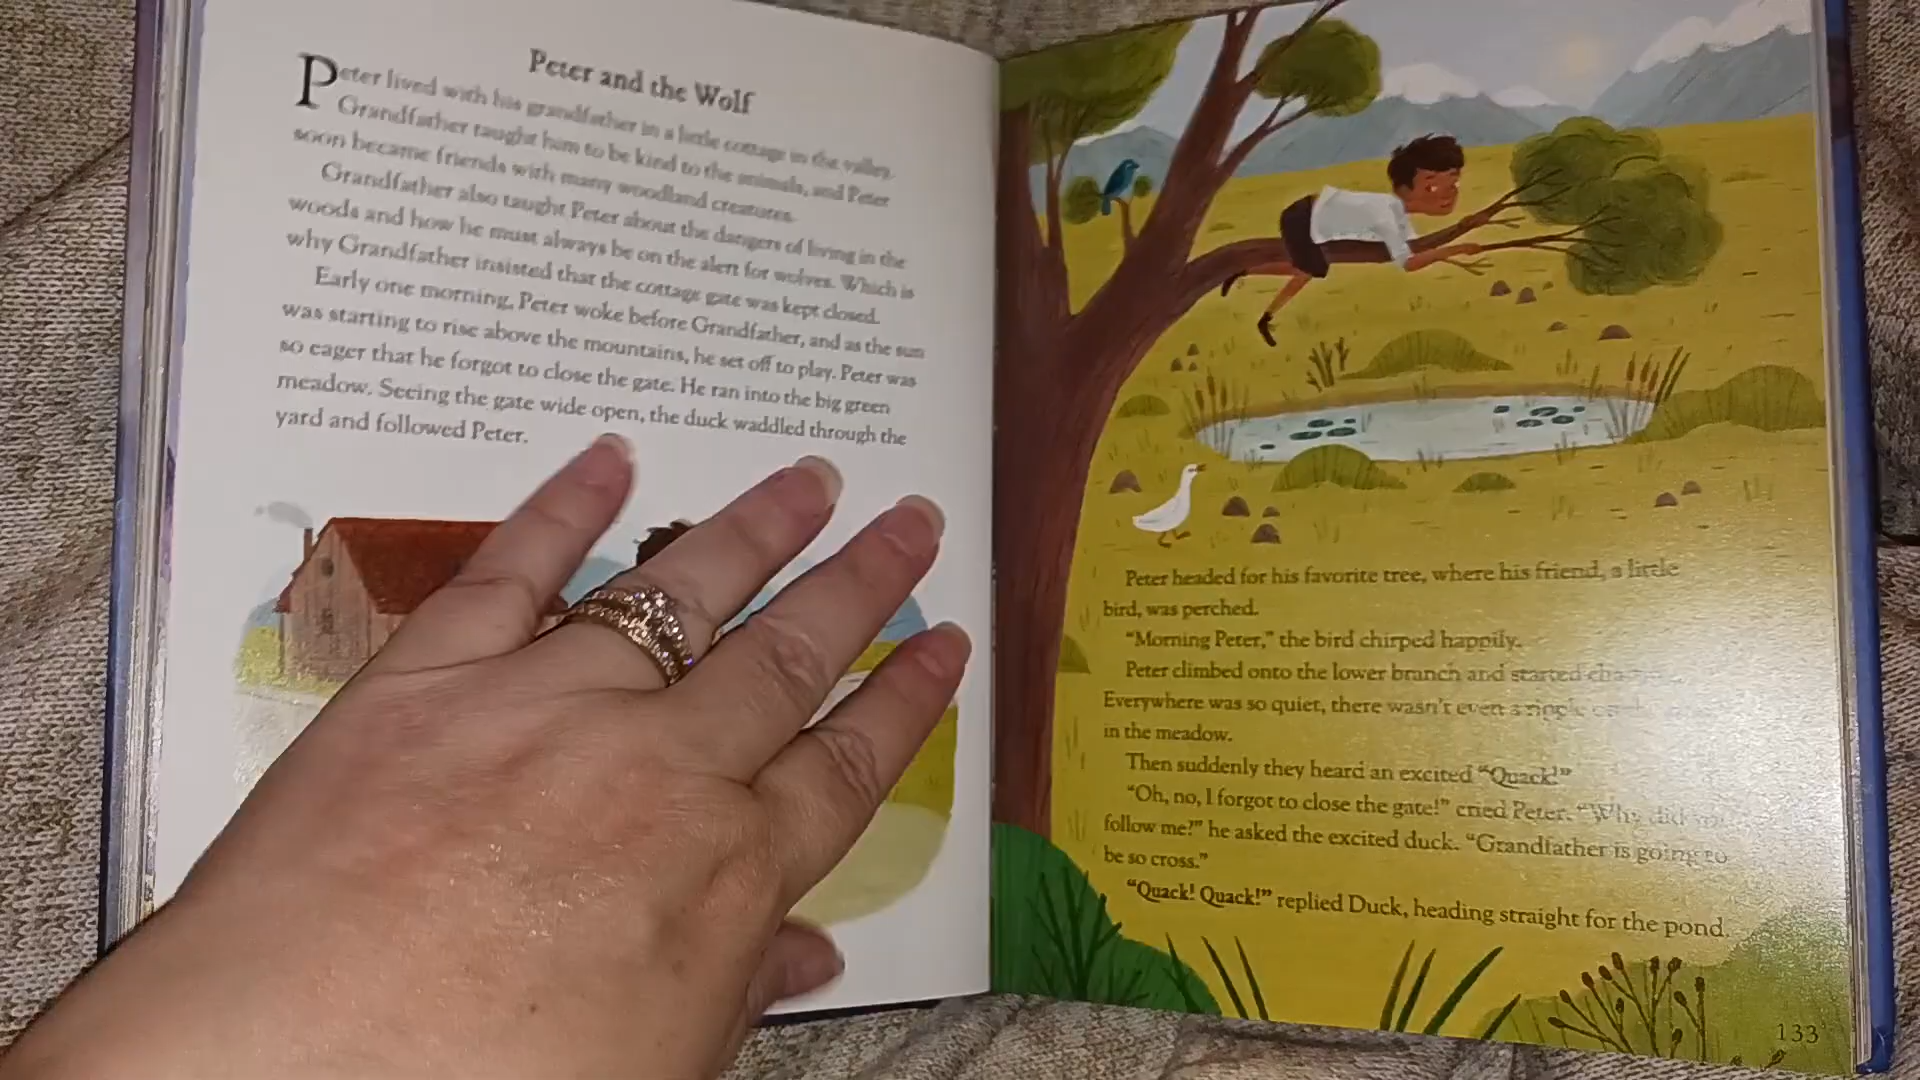 Peter and the Wolf
Peter lived with his grandfather in a little cottage in the valley.
Grandfather taught him to be kind to the animals, and Peter
soon became friends with many woodland creatures.
Grandfather also taught Peter about the dangers of living in the
woods and how he must always be on the alert for wolves. Which is
why Grandfather insisted that the cottage gate was kept closed.
Early one morning, Peter woke before Grandfather, and as the sun
was starting to rise above the mountains, he set off to play. Peter was
so eager that he forgot to close the gate. He ran into the big green
meadow. Seeing the gate wide open, the duck waddled through the
yard and followed Peter.
Peter headed for his favorite tree, where his friend, a little
bird, was perched.
“Morning Peter,” the bird chirped happily.
Peter climbed onto the lower branch and started
Everywhere was so quiet, there wasn't even a ripple
in the meadow.
Then suddenly they heard an excited “Quack!”
“Oh, no, I forgot to close the gate!” cried Peter. “Why did you
follow me?” he asked the excited duck. “Grandfather is going to
be so cross.”
“Quack! Quack!” replied Duck, heading straight for the pond.
133